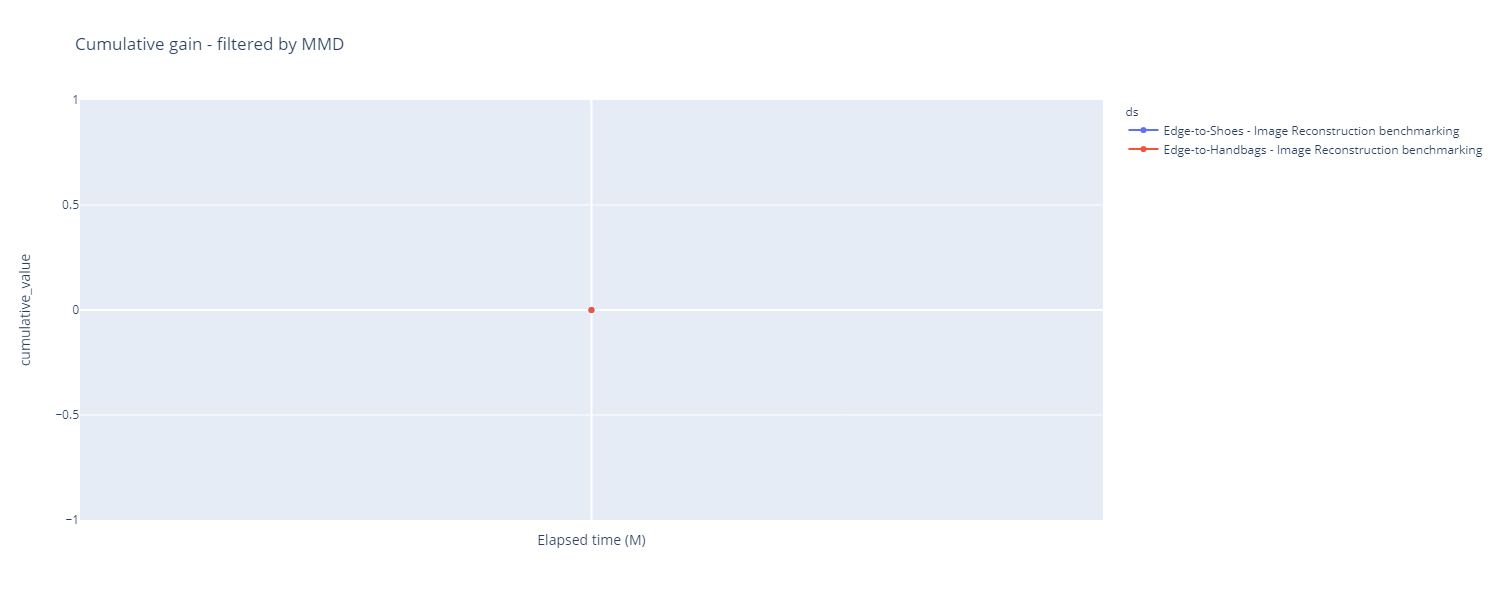 Cumulative gain - filtered by MMD
ds
Edge-to-Shoes - Image Reconstruction benchmarking
Edge-to-Handbags - Image Reconstruction benchmarking
cumulative_value
1
0.5
0
−0.5
−1
Elapsed time (M)